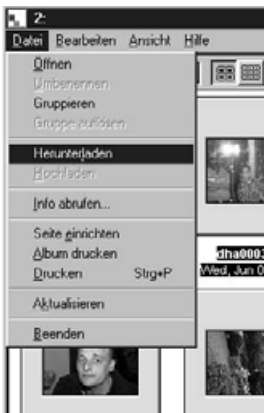 2:
Datei Bearbeiten Ansicht Hilfe
Öffnen
Umbenennen
Gruppieren
Gruppe auflösen
Herunterladen
Hochladen
Info abrufen...
Seite einrichten
Album drucken
Drucken Strg+P
Aktualisieren
Beenden
dha0003
Wed, Jun 0